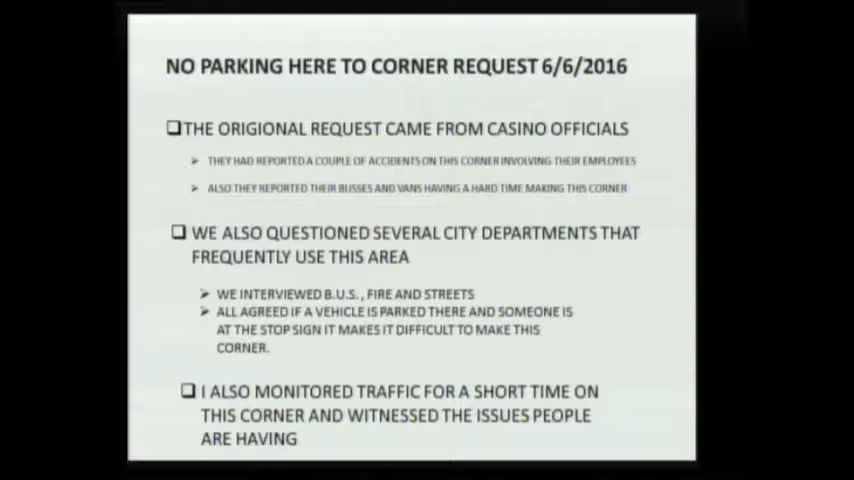 NO PARKING HERE TO CORNER REQUEST 6/6/2016
THE ORIGIONAL REQUEST CAME FROM CASINO OFFICIALS
THEY HAD REPORTED A COUPLE OF ACCIDENTS ON THIS CORNER INVOLVING THEIR EMPLOYEES
ALSO THEY REPORTED THEIR BUSSES AND VANS HAVING A HARD TIME MAKING THIS CORNER
WE ALSO QUESTIONED SEVERAL CITY DEPARTMENTS THAT
FREQUENTLY USE THIS AREA
WE INTERVIEWED B.U.S., FIRE AND STREETS
ALL AGREED IF A VEHICLE IS PARKED THERE AND SOMEONE IS
AT THE STOP SIGN IT MAKES IT DIFFICULT TO MAKE THIS
CORNER.
I ALSO MONITORED TRAFFIC FOR A SHORT TIME ON
THIS CORNER AND WITNESSED THE ISSUES PEOPLE
ARE HAVING